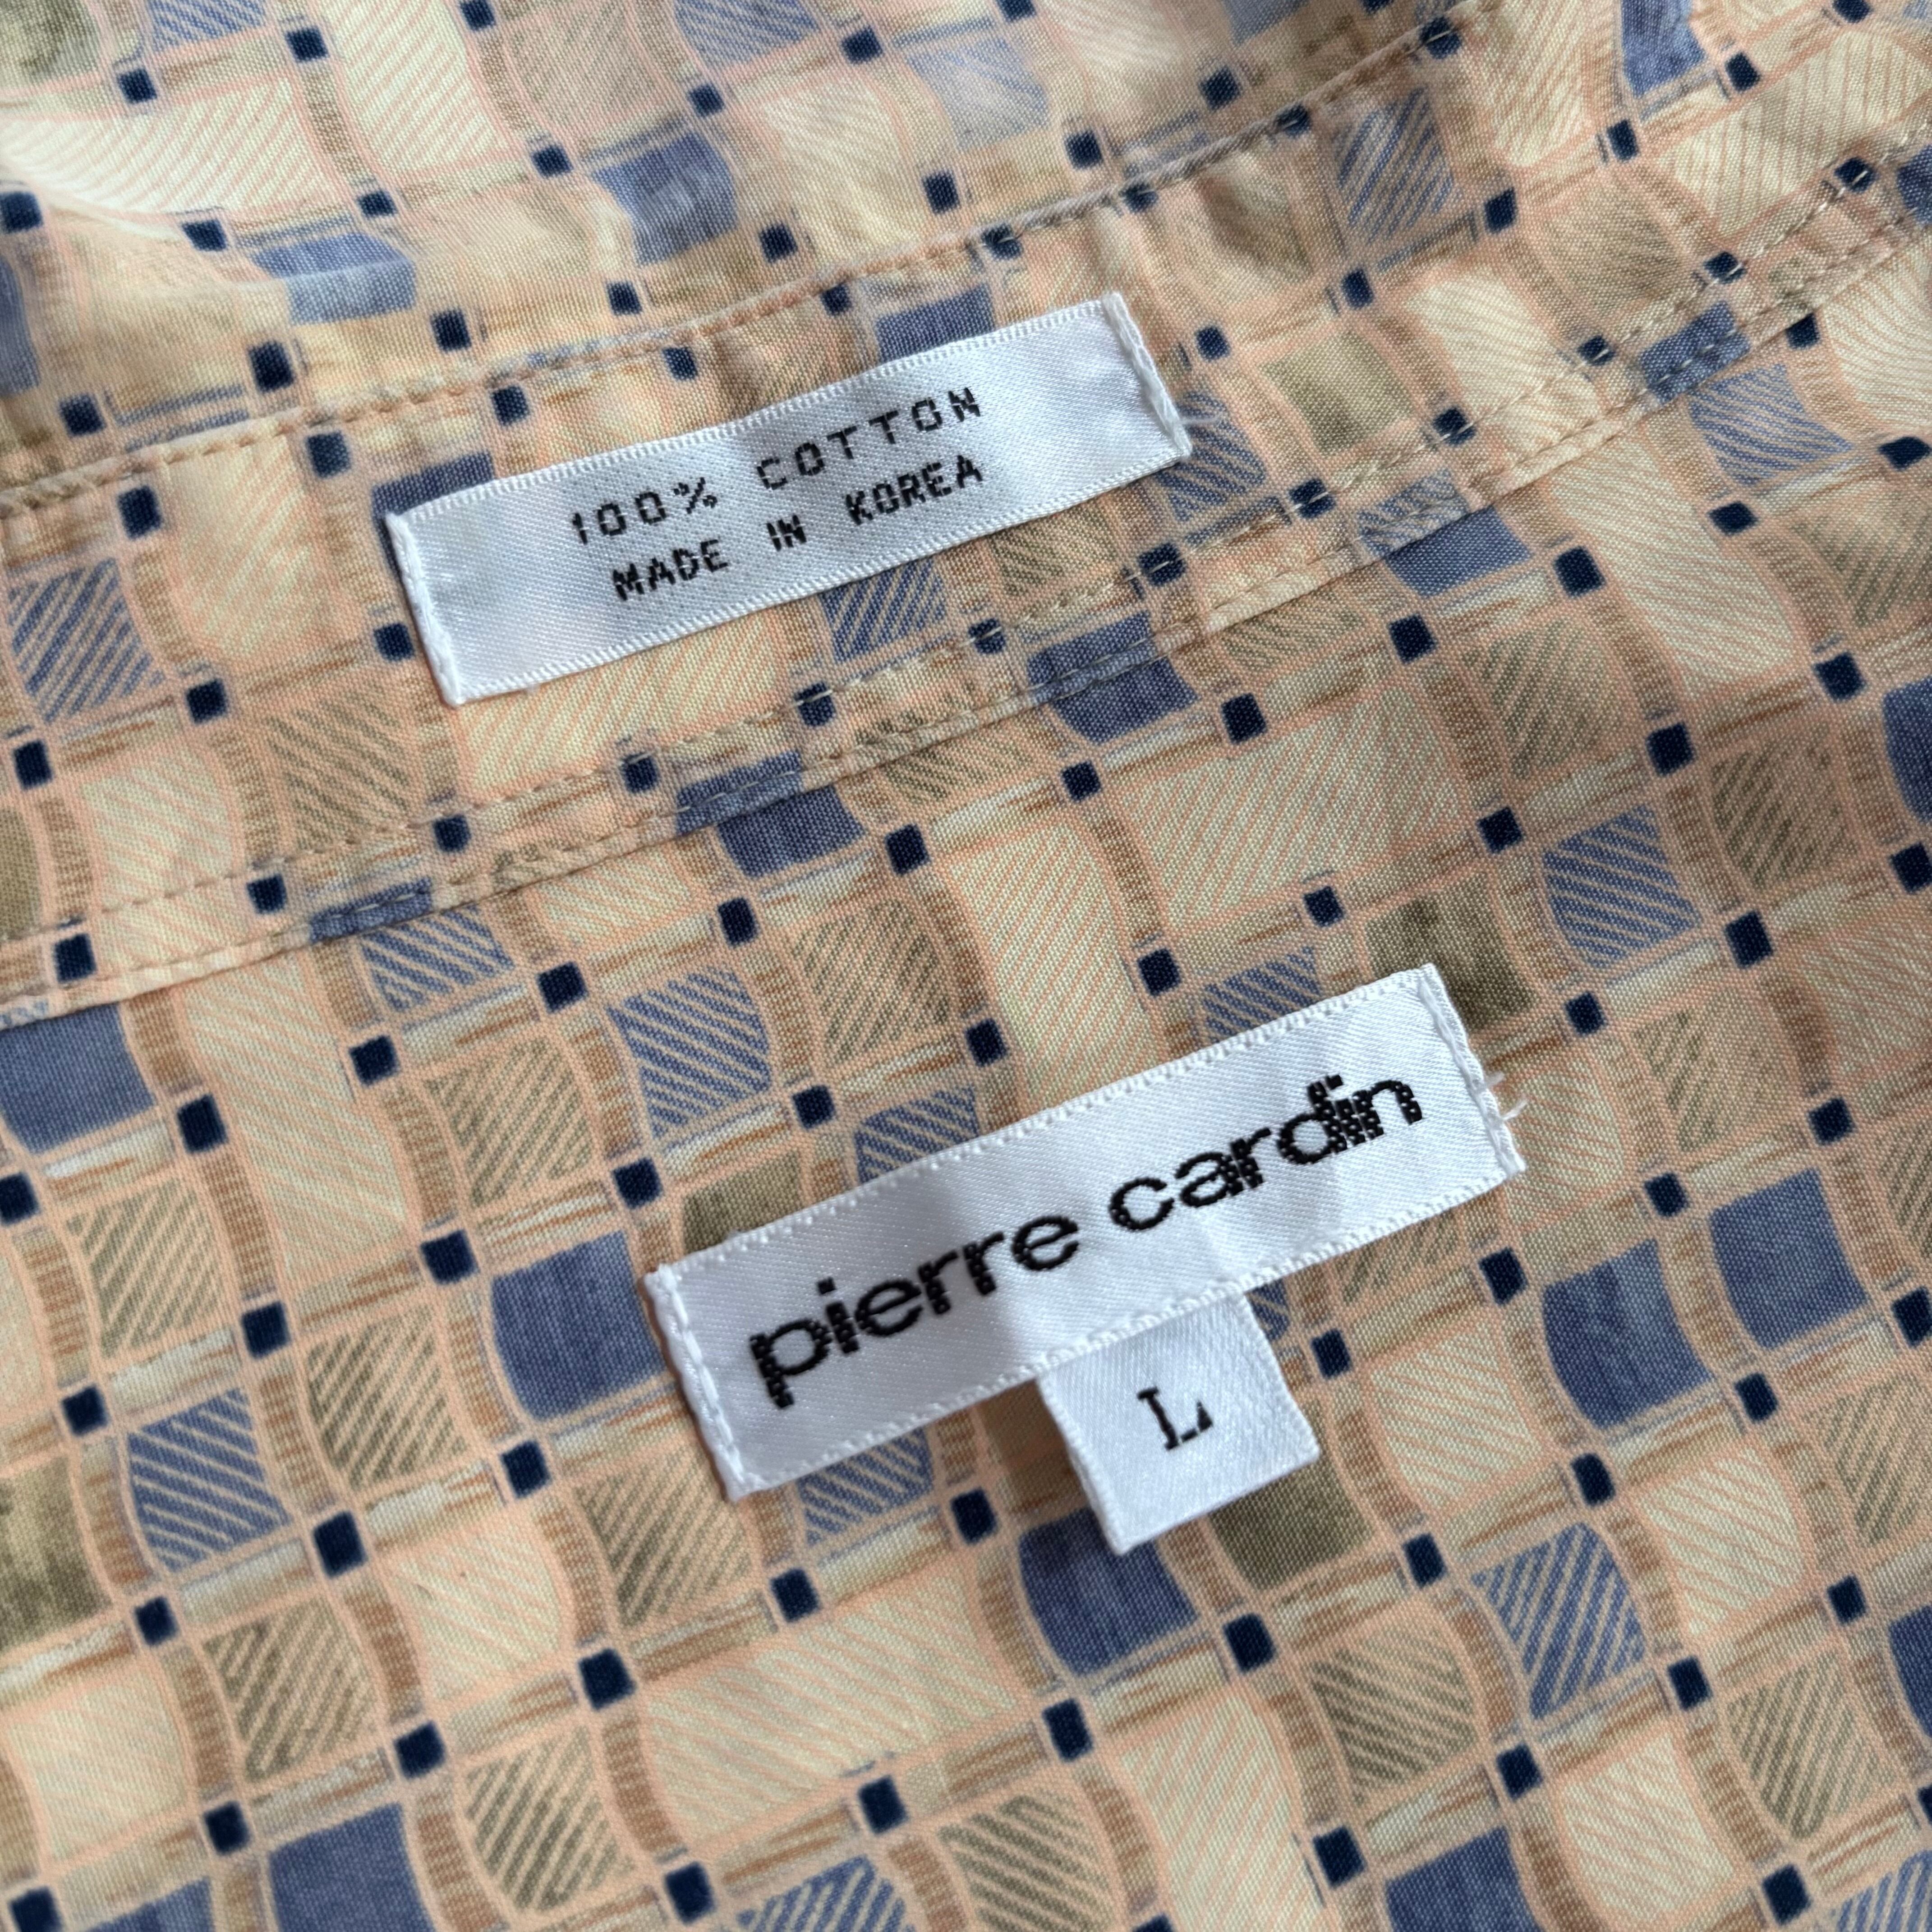 100% COTTON
MADE IN KOREA
pierre cardin
L